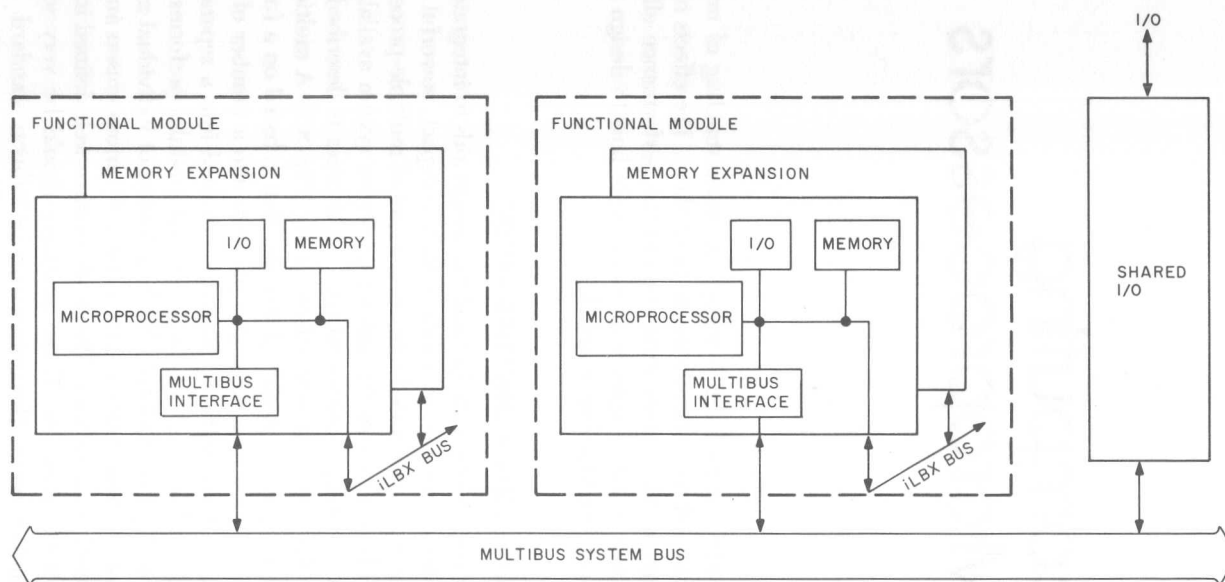 I/O
FUNCTIONAL MODULE
MEMORY EXPANSION
I/O
MEMORY
MICROPROCESSOR
MULTIBUS
INTERFACE
iLBX BUS
FUNCTIONAL MODULE
MEMORY EXPANSION
I/O
MEMORY
MICROPROCESSOR
MULTIBUS
INTERFACE
iLBX BUS
SHARED
I/O
MULTIBUS SYSTEM BUS